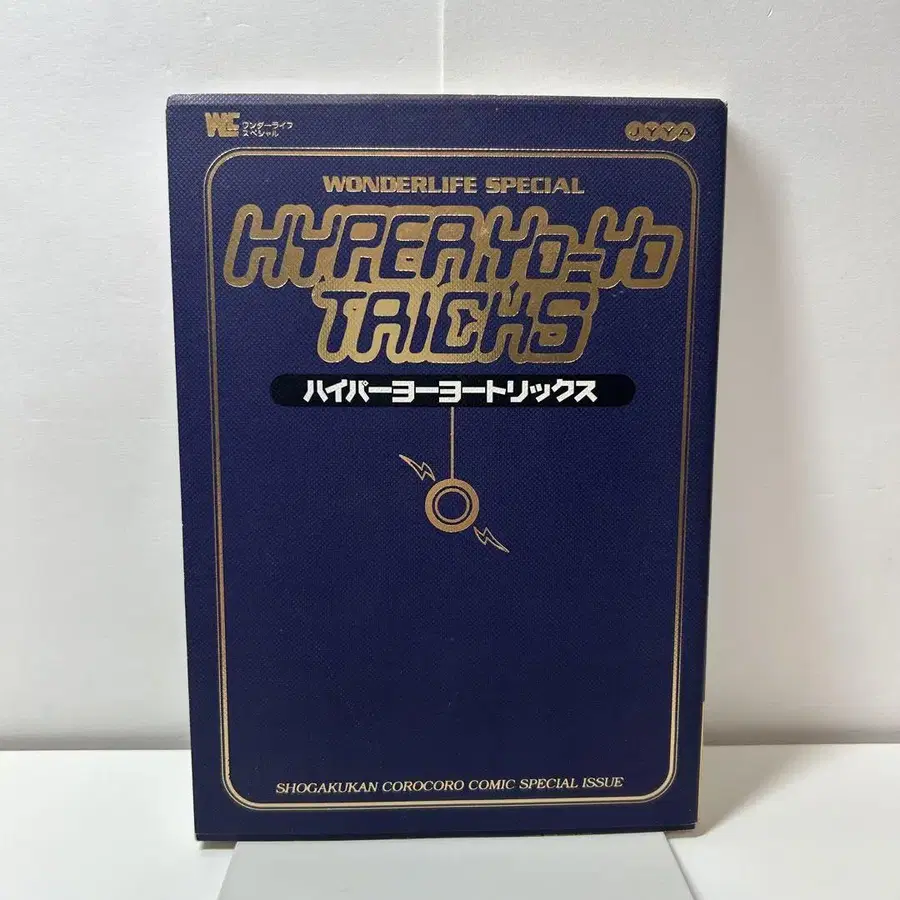 WE ワンダーライフ
スペシャル
JYYA
WONDERLIFE SPECIAL
HYPER YO-YO
TRICKS
ハイパーヨーヨートリックス
SHOGAKUKAN COROCORO COMIC SPECIAL ISSUE